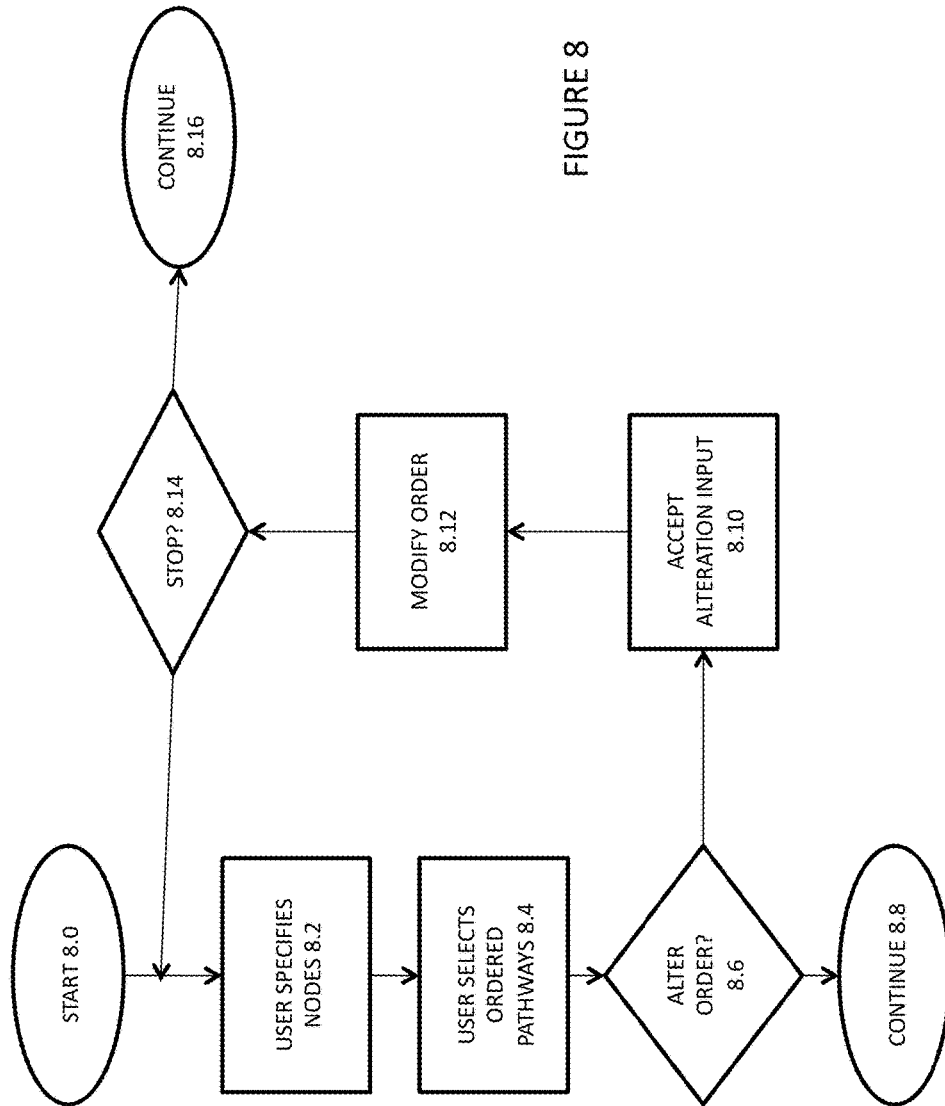 START 8.0
USER SPECIFIES
NODES 8.2
USER SELECTS
ORDERED
PATHWAYS 8.4
ALTER
ORDER?
8.6
CONTINUE 8.8
ACCEPT
ALTERATION INPUT
8.10
MODIFY ORDER
8.12
STOP? 8.14
CONTINUE
8.16
FIGURE 8